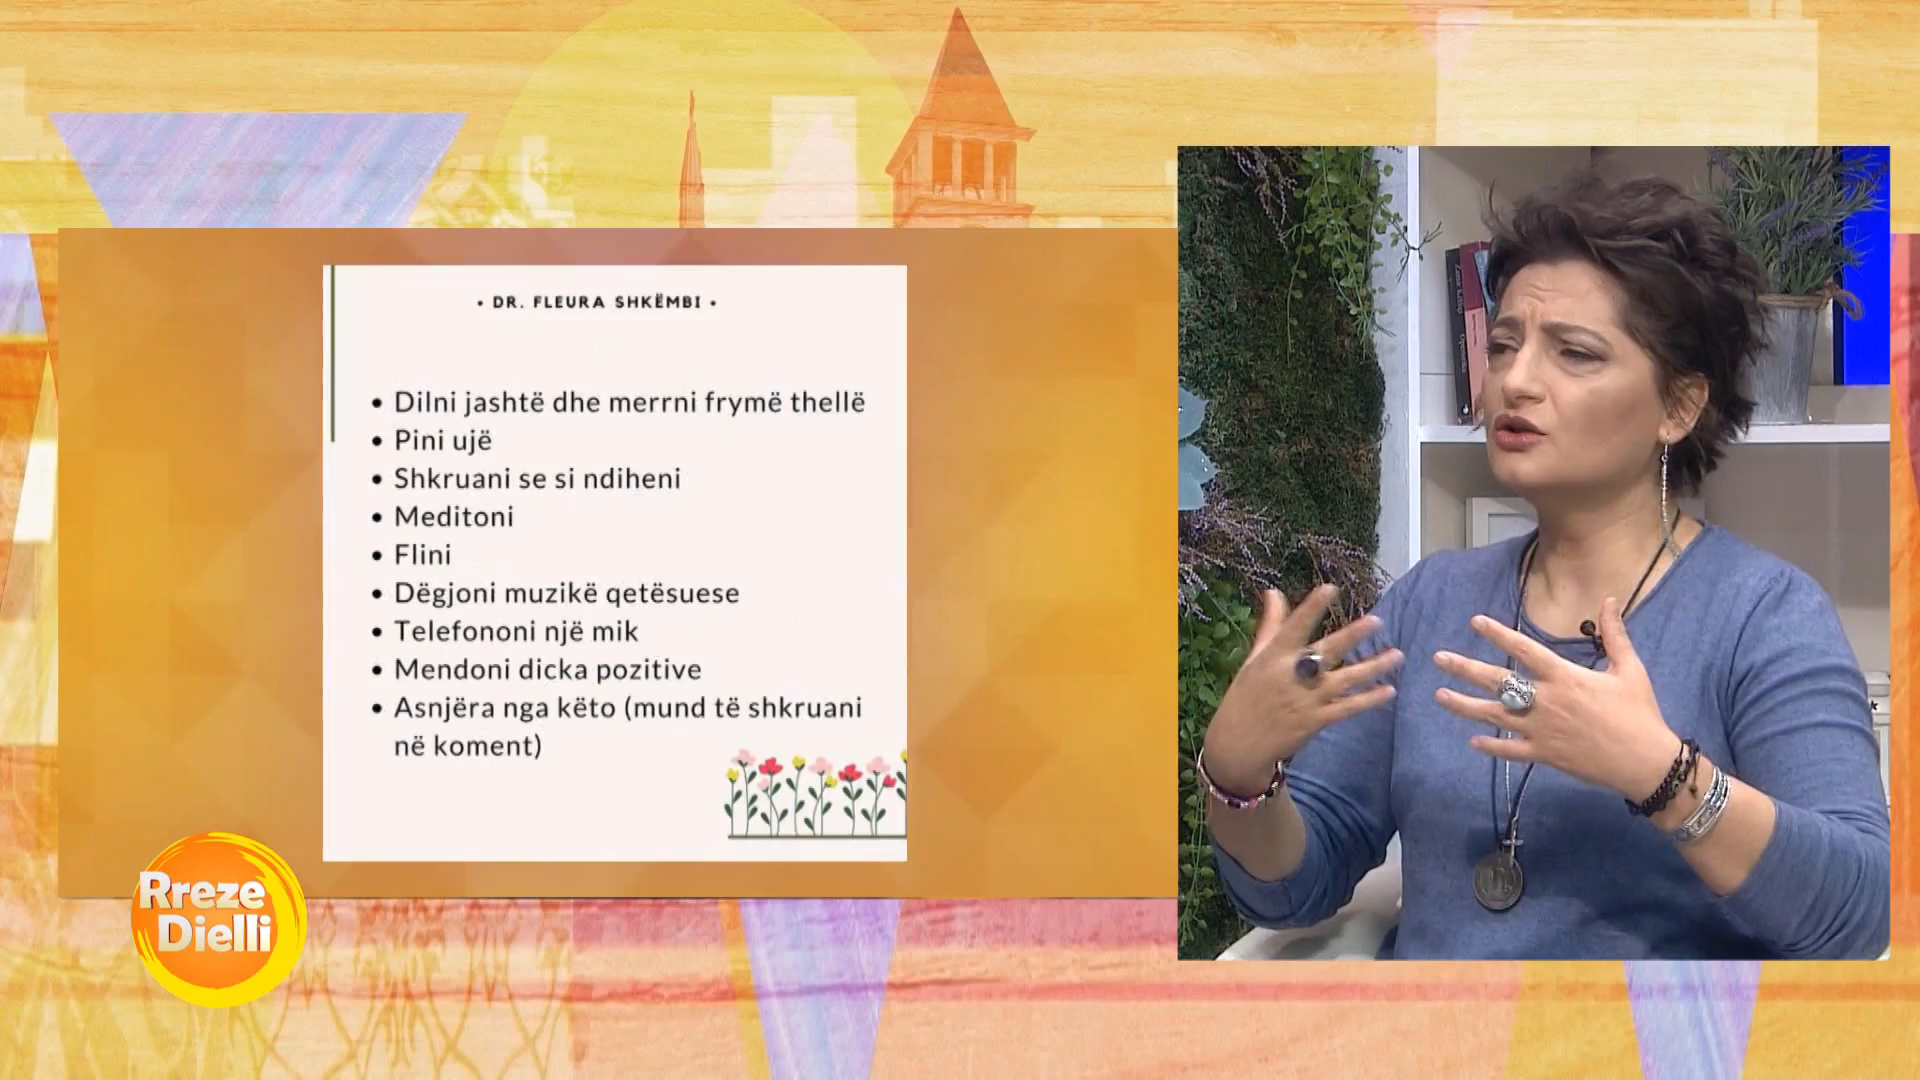 • DR. FLEURA SHKËMBI •
• Dilni jashtë dhe merrni frymë thellë
• Pini ujë
• Shkruani se si ndiheni
• Meditoni
• Flini
• Dëgjoni muzikë qetësuese
• Telefononi një mik
• Mendoni dicka pozitive
• Asnjëra nga këto (mund të shkruani
në koment)
Rreze
Dielli